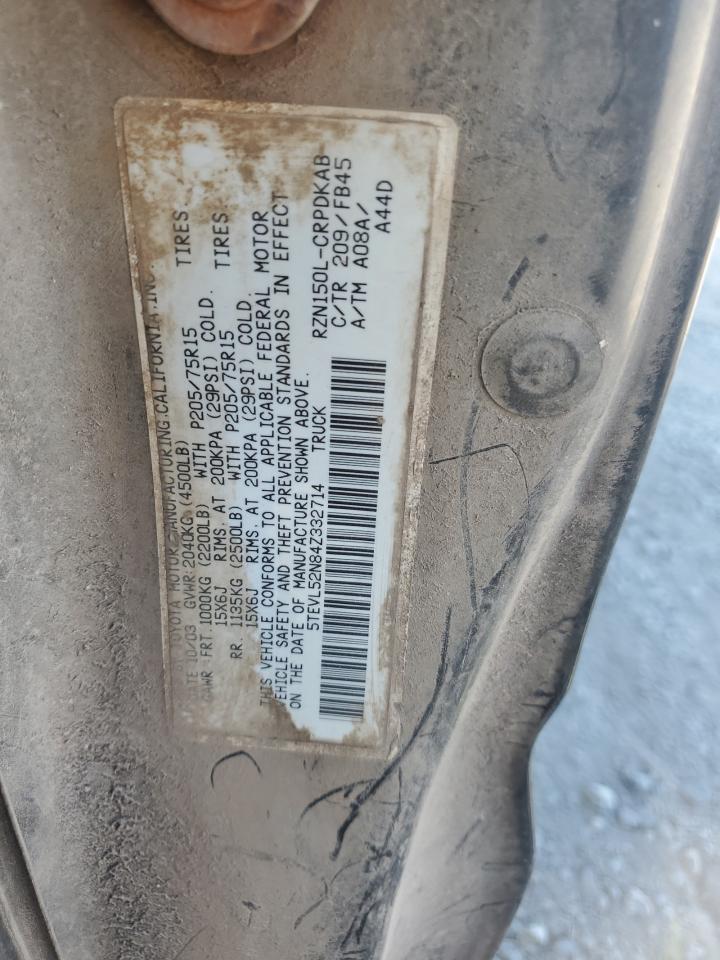 TOYOTA MOTOR MANUFACTURING,CALIFORNIA,INC.
TE 10/03 GVWR:2040KG (4500LB)
GAWR FRT.1000KG (2200LB) WITH P205/75R15 TIRES
15X6J RIMS. AT 200KPA (29PSI) COLD.
RR. 1135KG (2500LB) WITH P205/75R15 TIRES
15X6J RIMS. AT 200KPA (29PSI) COLD.
THIS VEHICLE CONFORMS TO ALL APPLICABLE FEDERAL MOTOR
VEHICLE SAFETY AND THEFT PREVENTION STANDARDS IN EFFECT
ON THE DATE OF MANUFACTURE SHOWN ABOVE.
5TEVL52N84Z332714 TRUCK
RZN150L-CRPDKAB
C/TR 209/FB45
A/TM A08A/
A44D